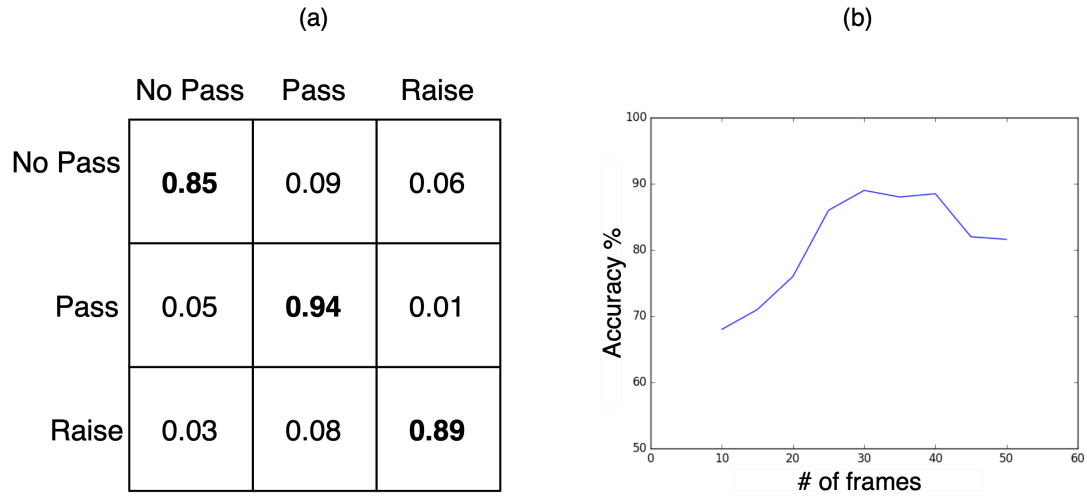 (a)
No Pass Pass Raise
No Pass 0.85 0.09 0.06
Pass 0.05 0.94 0.01
Raise 0.03 0.08 0.89
(b)
100
90
80
70
60
50
Accuracy %
0 10 20 30 40 50 60
# of frames